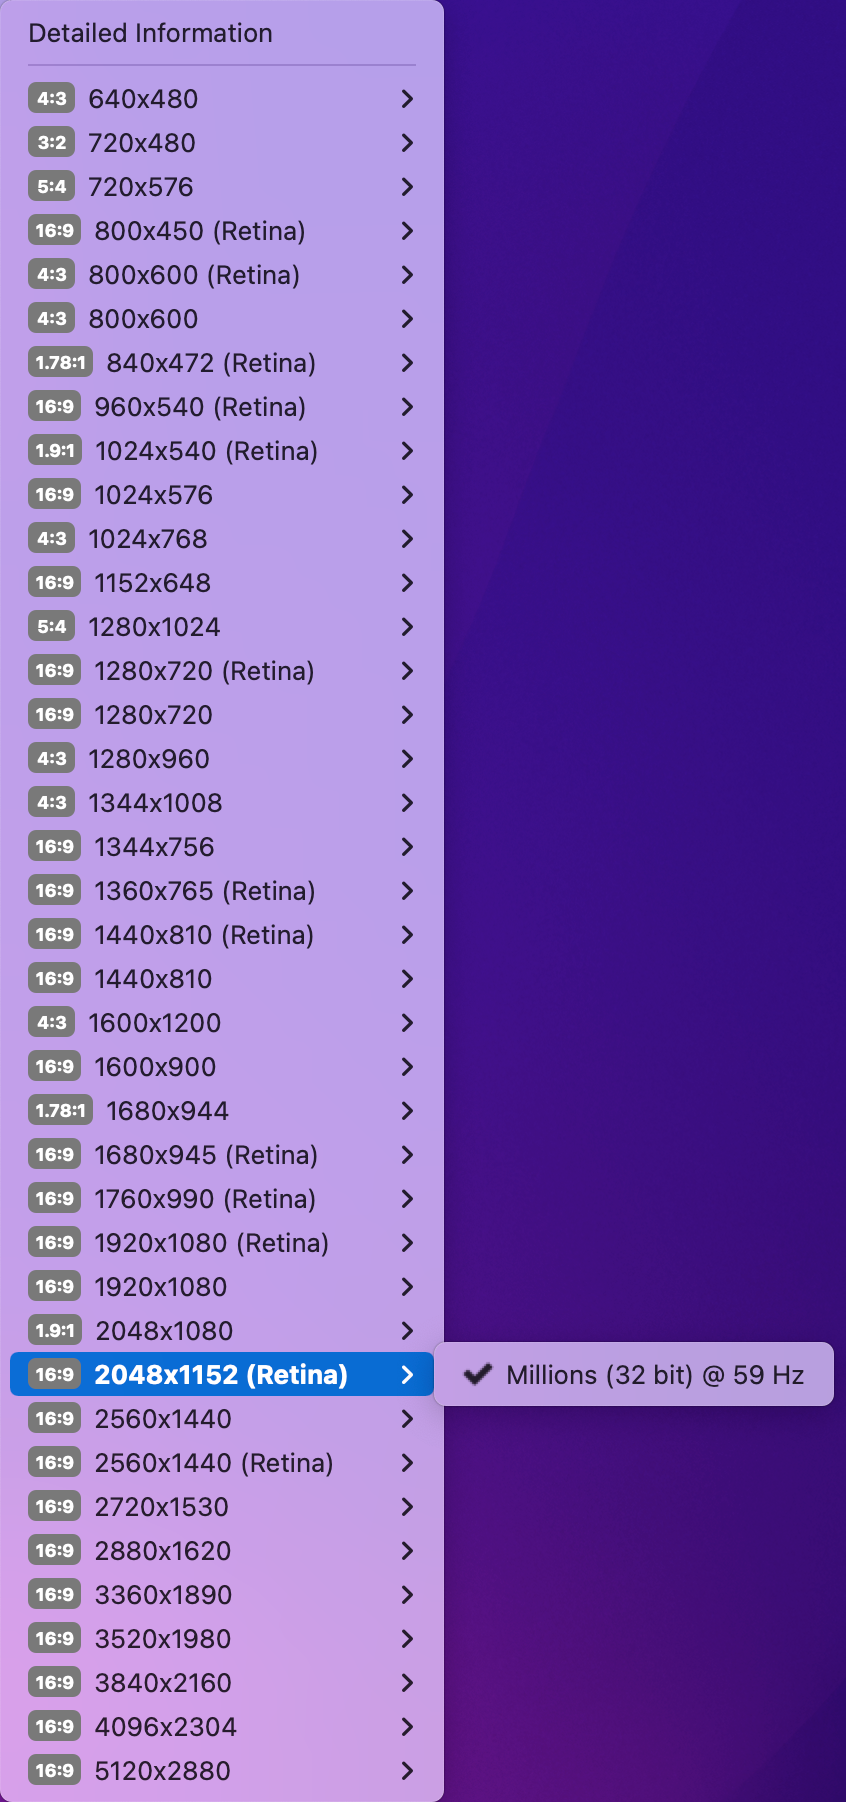 Detailed Information
4:3 640x480
3:2 720x480
5:4 720x576
16:9 800x450 (Retina)
4:3 800x600 (Retina)
4:3 800x600
1.78:1 840x472 (Retina)
16:9 960x540 (Retina)
1.9:1 1024x540 (Retina)
16:9 1024x576
4:3 1024x768
16:9 1152x648
5:4 1280x1024
16:9 1280x720 (Retina)
16:9 1280x720
4:3 1280x960
4:3 1344x1008
16:9 1344x756
16:9 1360x765 (Retina)
16:9 1440x810 (Retina)
16:9 1440x810
4:3 1600x1200
16:9 1600x900
1.78:1 1680x944
16:9 1680x945 (Retina)
16:9 1760x990 (Retina)
16:9 1920x1080 (Retina)
16:9 1920x1080
1.9:1 2048x1080
16:9 2048x1152 (Retina) Millions (32 bit) @ 59 Hz
16:9 2560x1440
16:9 2560x1440 (Retina)
16:9 2720x1530
16:9 2880x1620
16:9 3360x1890
16:9 3520x1980
16:9 3840x2160
16:9 4096x2304
16:9 5120x2880